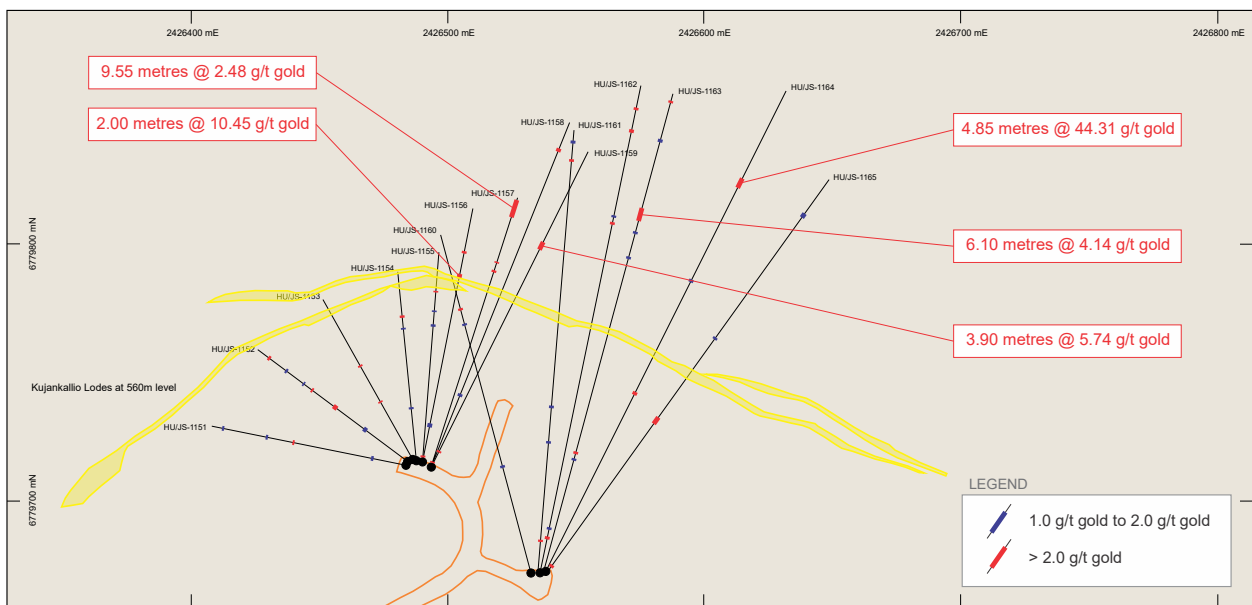 2426400 mE
2426500 mE
2426600 mE
2426700 mE
2426800 mE
9.55 metres @ 2.48 g/t gold
2.00 metres @ 10.45 g/t gold
4.85 metres @ 44.31 g/t gold
6.10 metres @ 4.14 g/t gold
3.90 metres @ 5.74 g/t gold
HU/JS-1162
HU/JS-1163
HU/JS-1164
HU/JS-1158
HU/JS-1161
HU/JS-1159
HU/JS-1165
HU/JS-1157
HU/JS-1156
HU/JS-1160
HU/JS-1155
HU/JS-1154
HU/JS-1153
HU/JS-1152
HU/JS-1151
6779800 mN
6779700 mN
Kujankallio Lodes at 560m level
LEGEND
1.0 g/t gold to 2.0 g/t gold
> 2.0 g/t gold